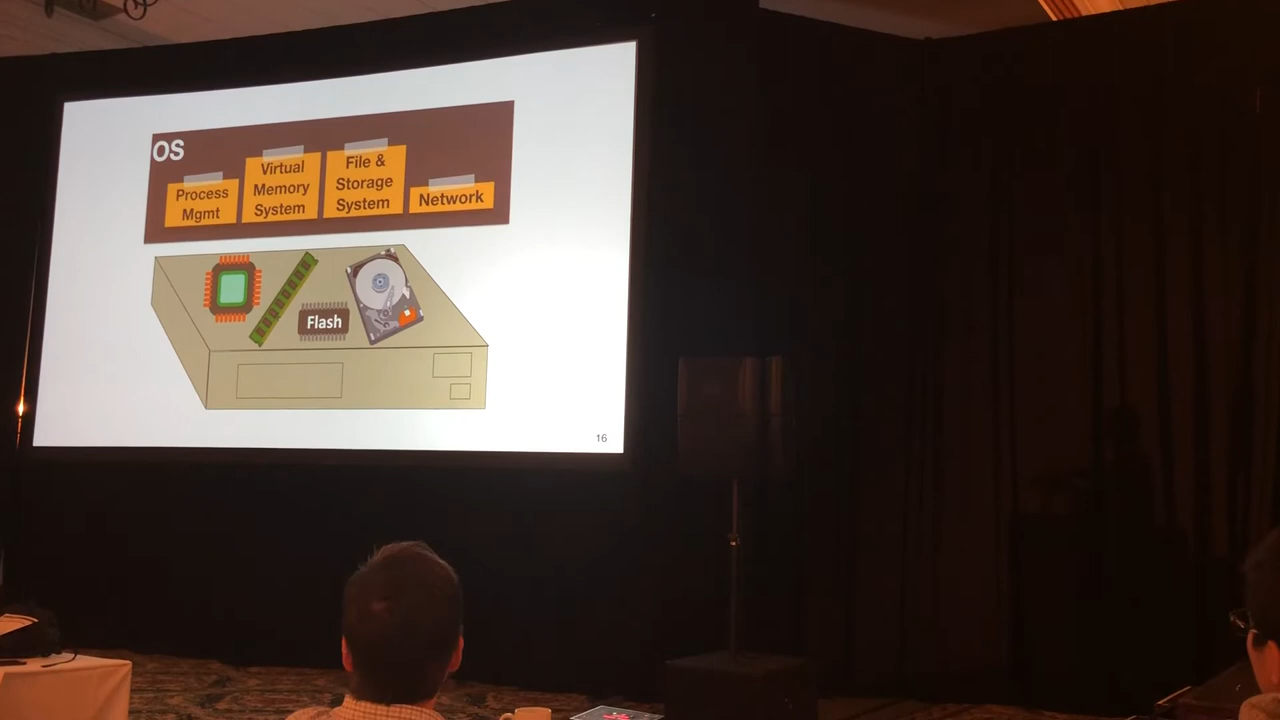 OS
Process
Mgmt
Virtual
Memory
System
File &
Storage
System
Network
Flash
16